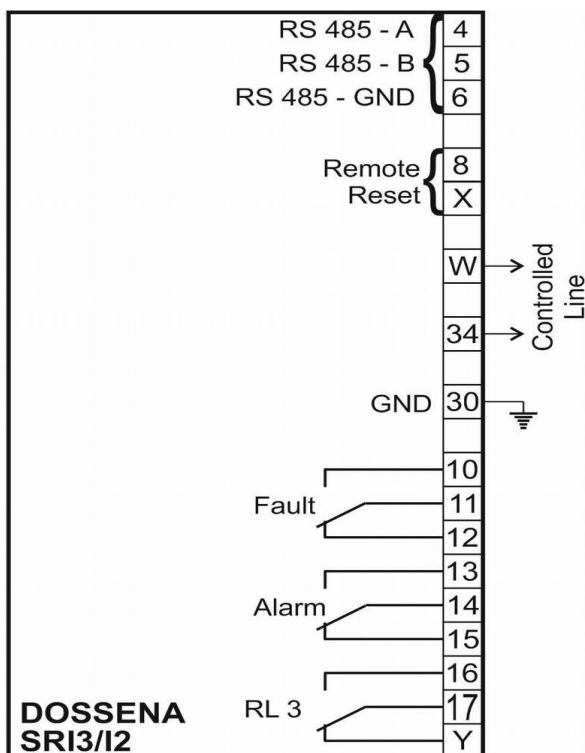 RS 485 - A 4
RS 485 - B 5
RS 485 - GND 6
Remote 8
Reset X
W
Controlled
Line
34
GND 30
10
Fault 11
12
13
Alarm 14
15
16
RL 3 17
DOSSENA
SRI3/I2 Y